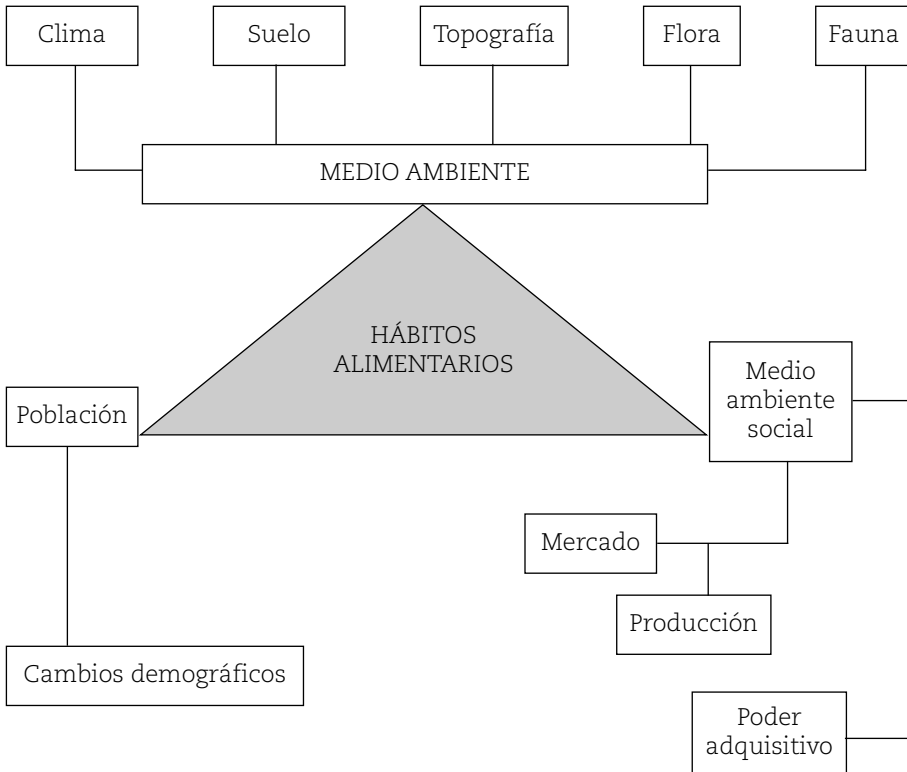 Clima
Suelo
Topografía
Flora
Fauna
MEDIO AMBIENTE
HÁBITOS
ALIMENTARIOS
Medio
ambiente
social
Población
Mercado
Producción
Cambios demográficos
Poder
adquisitivo